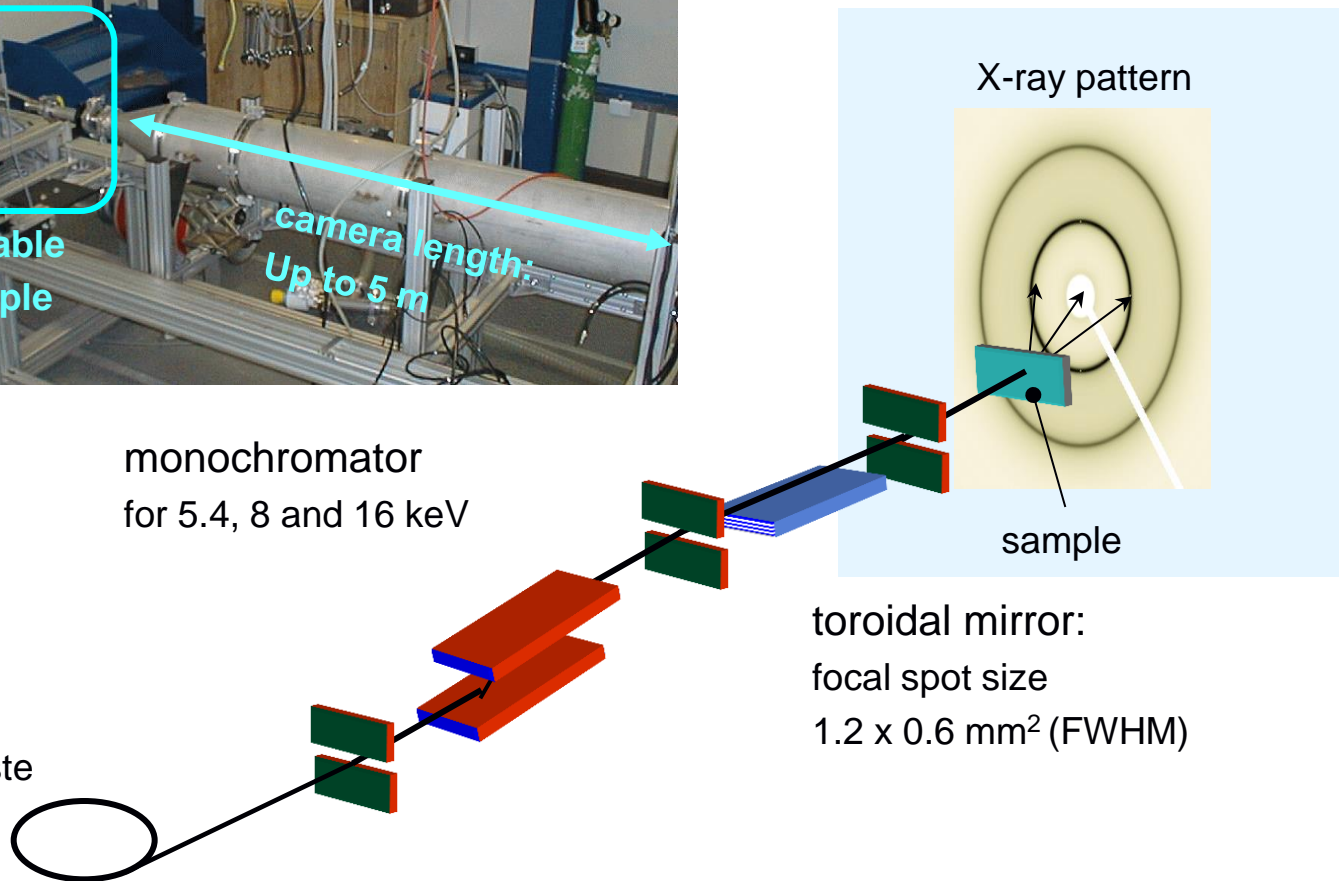 X-ray pattern
camera length:
Up to 5 m
monochromator
for 5.4, 8 and 16 keV
sample
toroidal mirror:
focal spot size
1.2 x 0.6 mm² (FWHM)